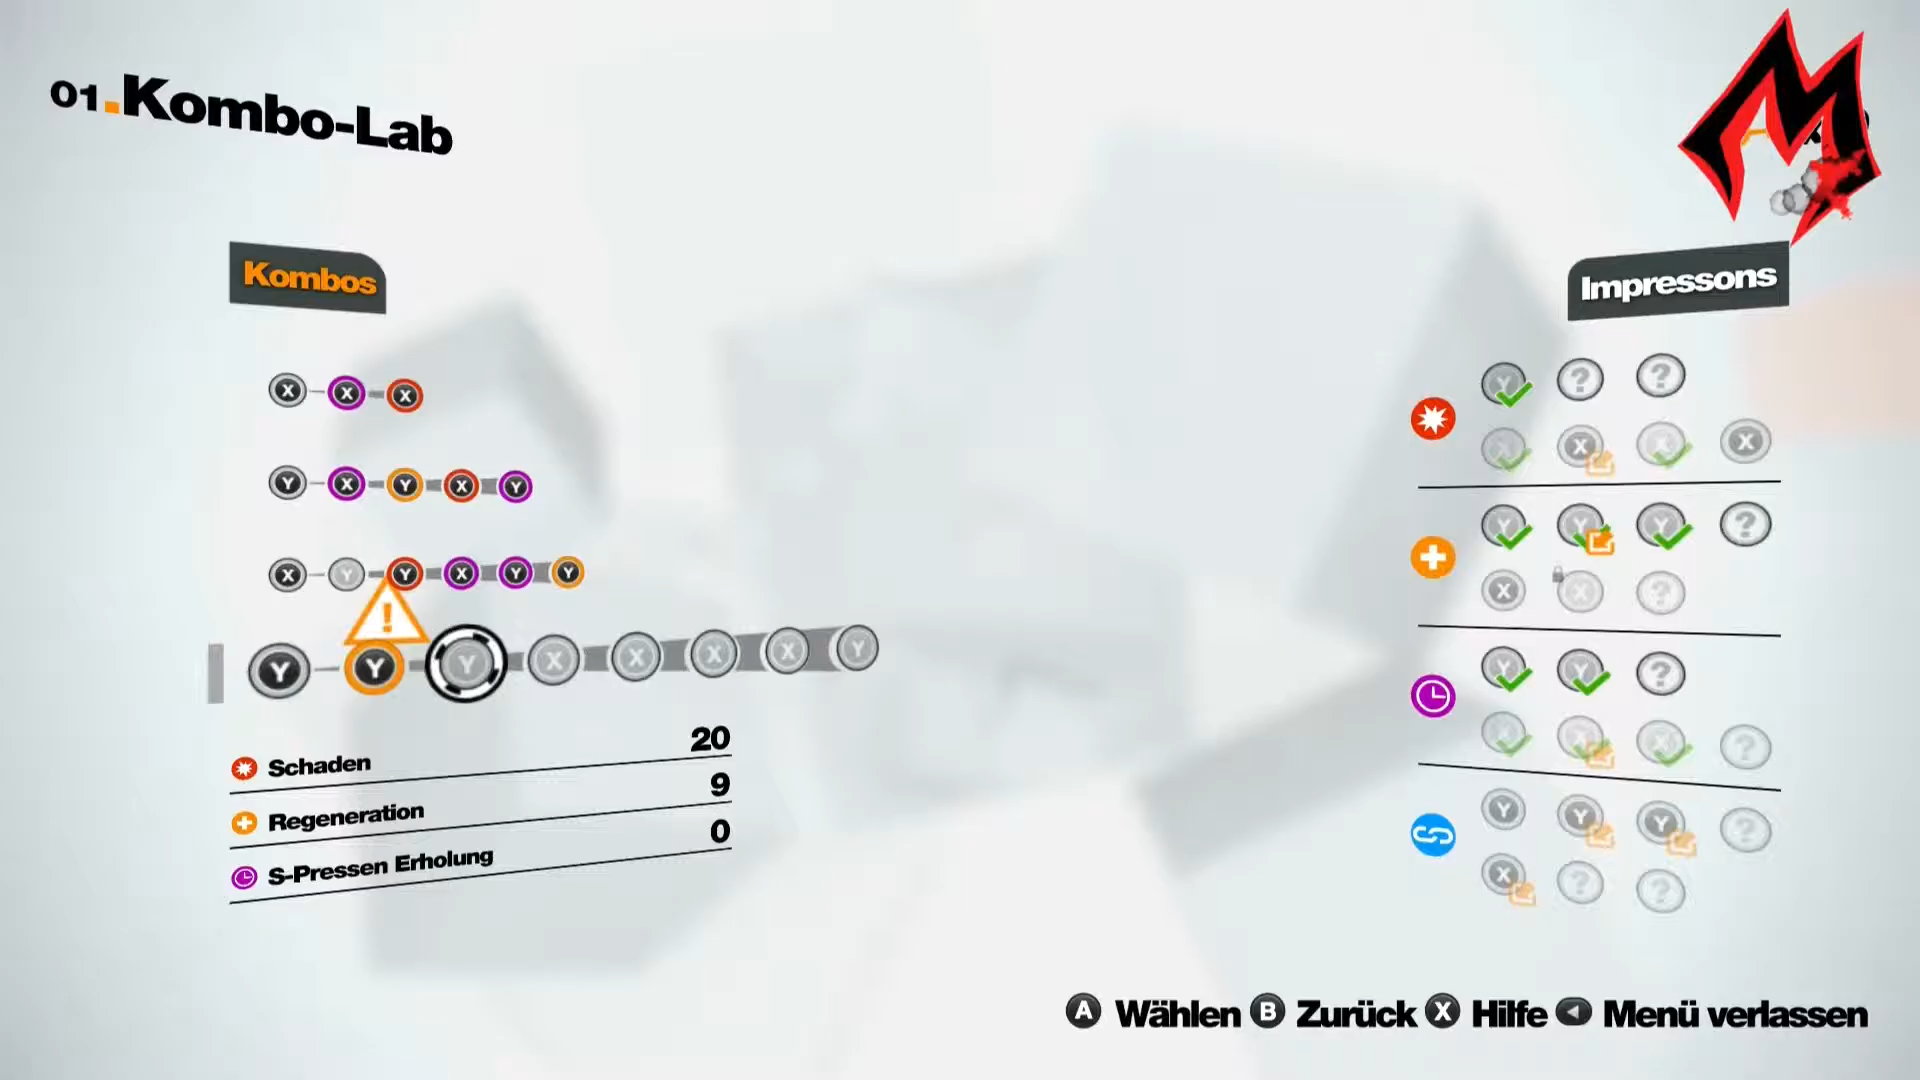 01.Kombo-Lab
M
Kombos
Impressons
X X X
Y X Y X Y
X Y Y X Y Y
!
Y Y Y X X X X Y
Schaden 20
Regeneration 9
S-Pressen Erholung 0
Y ? ?
X X X X
Y Y Y ?
X X ?
Y Y ?
X X X ?
Y Y Y ?
X ? ?
A Wählen B Zurück X Hilfe Menü verlassen